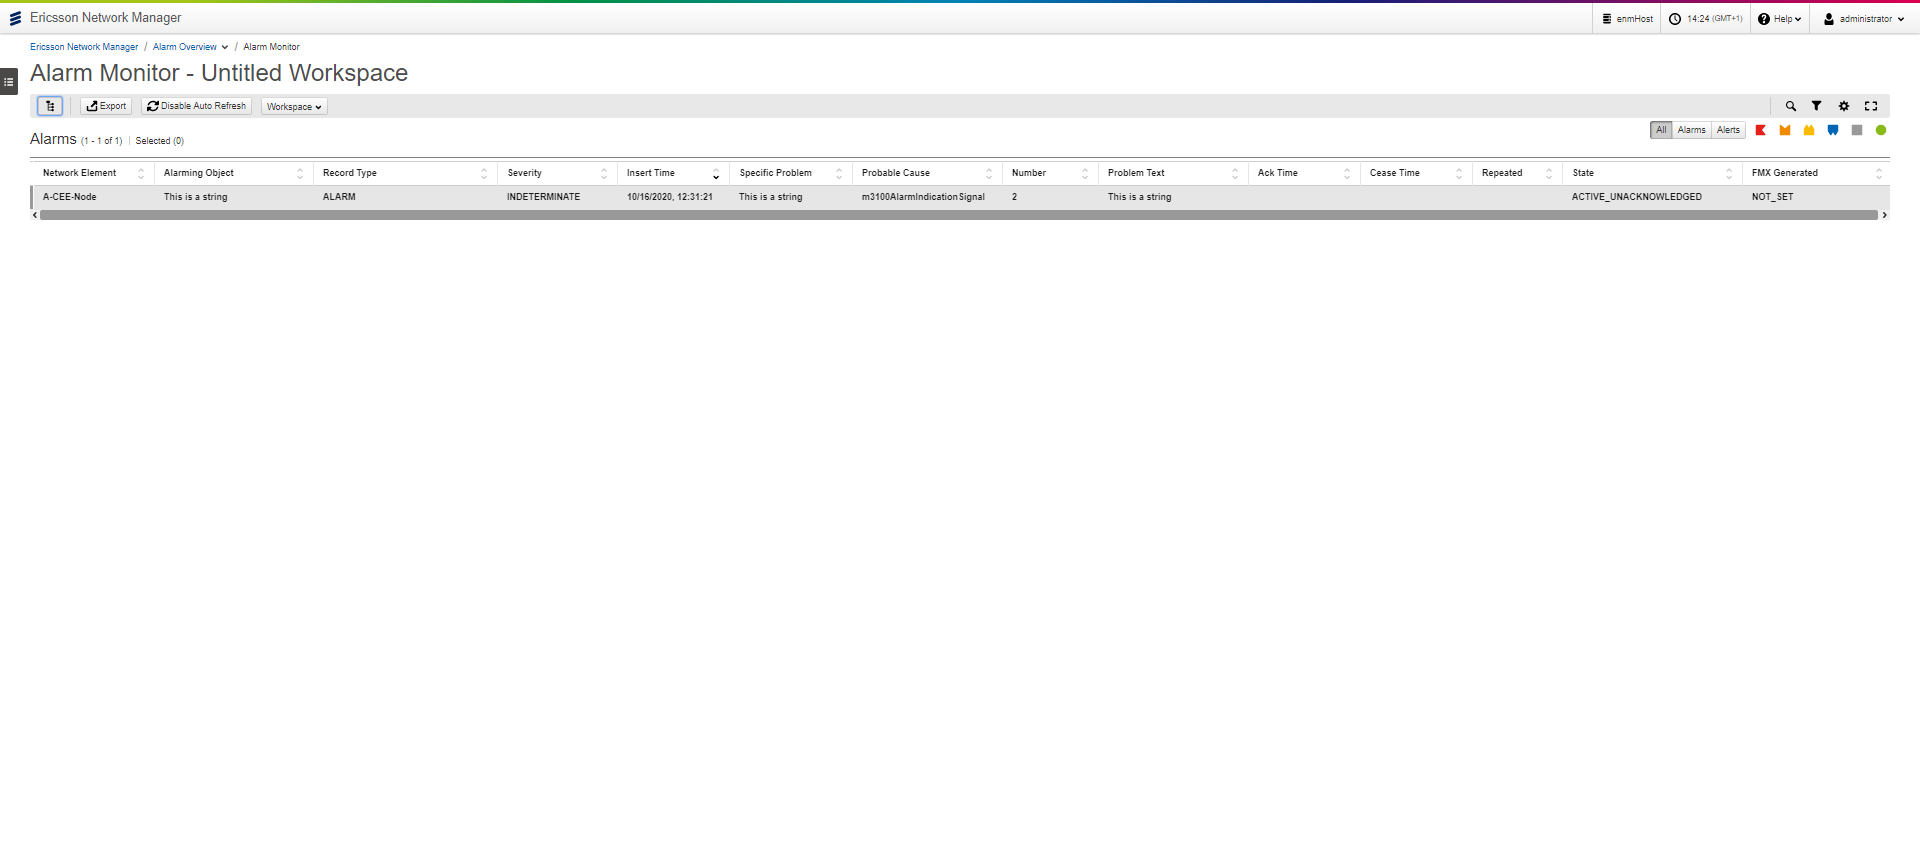 Ericsson Network Manager
enmHost
14:24 (GMT+1)
Help
administrator
Ericsson Network Manager / Alarm Overview / Alarm Monitor
Alarm Monitor - Untitled Workspace
Export
Disable Auto Refresh
Workspace
Alarms (1 - 1 of 1) | Selected (0)
All Alarms Alerts
Network Element Alarming Object Record Type Severity Insert Time Specific Problem Probable Cause Number Problem Text Ack Time Cease Time Repeated State FMX Generated
A-CEE-Node This is a string ALARM INDETERMINATE 10/16/2020, 12:31:21 This is a string m3100AlarmIndicationSignal 2 This is a string ACTIVE_UNACKNOWLEDGED NOT_SET